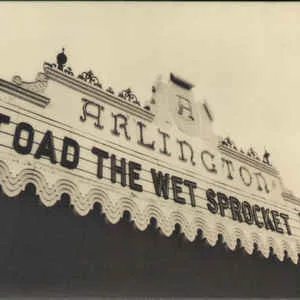 A
ARLINGTON
TOAD THE WET SPROCKET